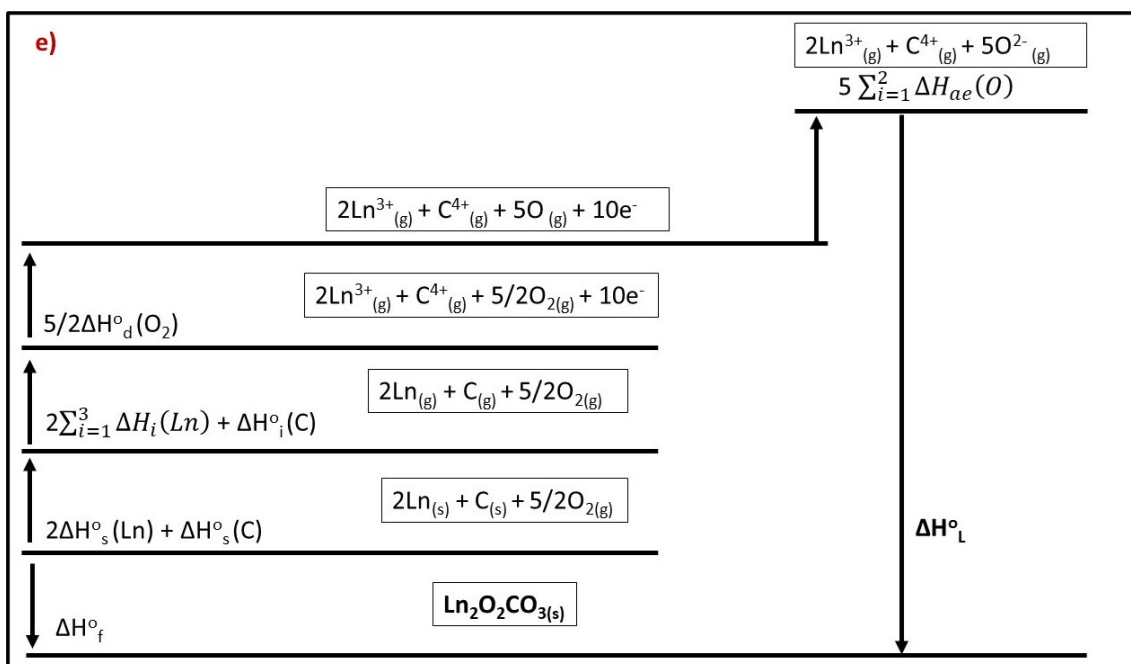 e)
2Ln³⁺(g) + C⁴⁺(g) + 5O²⁻(g)
5 ∑²ᵢ₌₁ ΔHₐₑ(O)
2Ln³⁺(g) + C⁴⁺(g) + 5O (g) + 10e⁻
2Ln³⁺(g) + C⁴⁺(g) + 5/2O₂(g) + 10e⁻
5/2ΔH°d(O₂)
2Ln(g) + C(g) + 5/2O₂(g)
2∑³ᵢ₌₁ ΔHᵢ(Ln) + ΔH°ᵢ(C)
2Ln(s) + C(s) + 5/2O₂(g)
2ΔH°ₛ(Ln) + ΔH°ₛ(C)
ΔH°L
Ln₂O₂CO₃(s)
ΔH°f